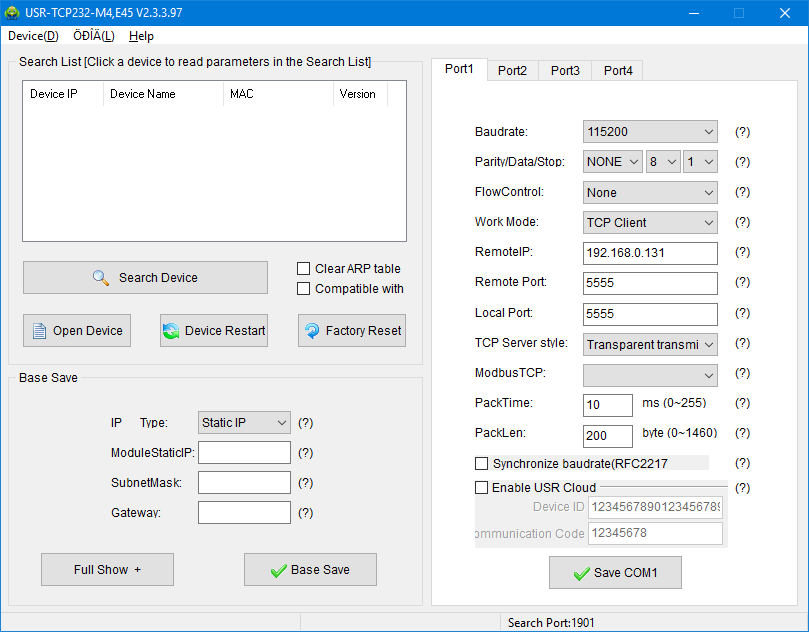 USR-TCP232-M4,E45 V2.3.3.97
Device(D) ÖÐÎÄ(L) Help
Search List [Click a device to read parameters in the Search List]
Device IP Device Name MAC Version
Search Device
Clear ARP table
Compatible with
Open Device
Device Restart
Factory Reset
Base Save
IP Type: Static IP (?)
ModuleStaticIP: (?)
SubnetMask: (?)
Gateway: (?)
Full Show +
Base Save
Port1 Port2 Port3 Port4
Baudrate: 115200 (?)
Parity/Data/Stop: NONE 8 1 (?)
FlowControl: None (?)
Work Mode: TCP Client (?)
RemoteIP: 192.168.0.131 (?)
Remote Port: 5555 (?)
Local Port: 5555 (?)
TCP Server style: Transparent transmi (?)
ModbusTCP: (?)
PackTime: 10 ms (0~255) (?)
PackLen: 200 byte (0~1460) (?)
Synchronize baudrate(RFC2217 (?)
Enable USR Cloud (?)
Device ID 1234567890123456789
ommunication Code 12345678
Save COM1
Search Port:1901